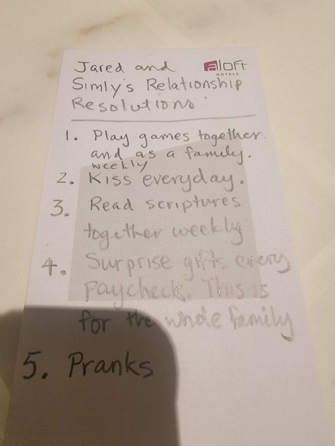 Jared and
aloft
HOTELS
Simly's Relationship
Resolutions
1. Play games together
and as a family.
weekly
2. Kiss everyday.
3. Read scriptures
together weekly
4. Surprise gifts every
paycheck. This is
for the whole family
5. Pranks